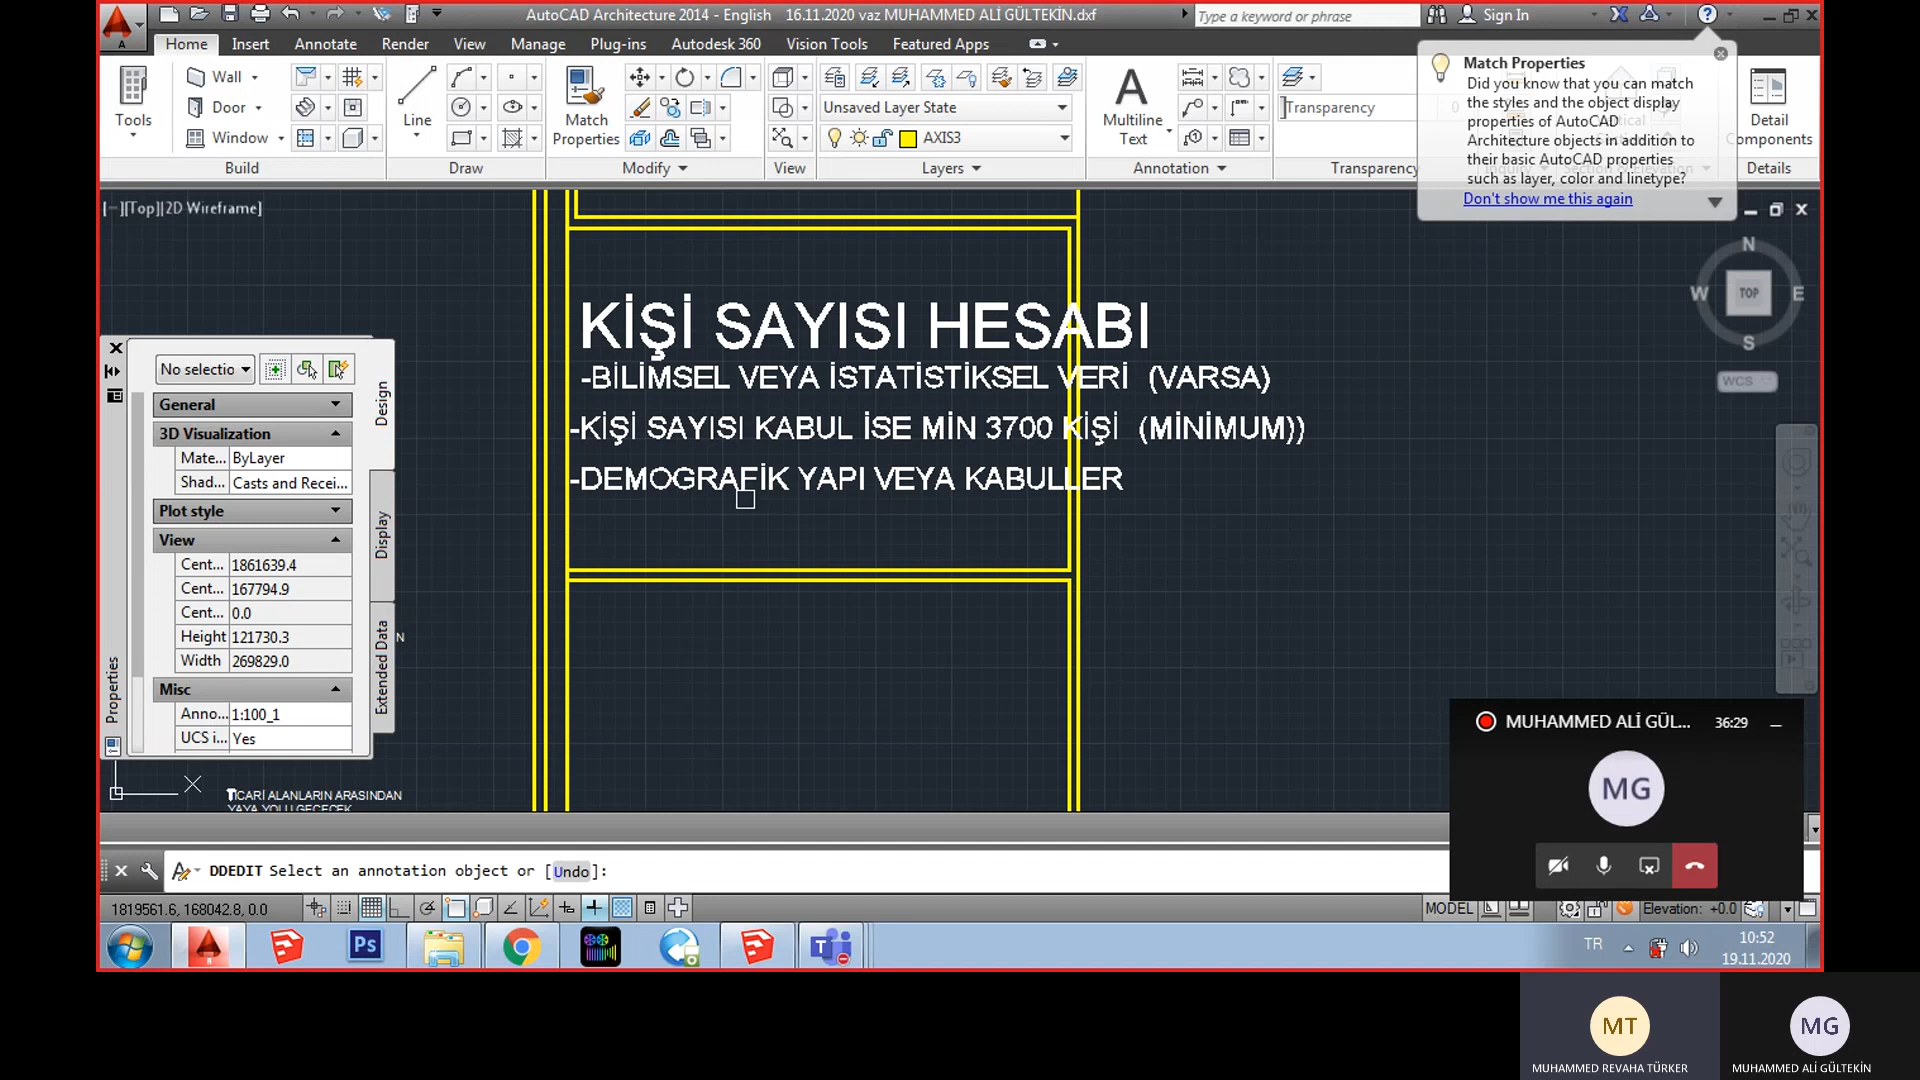 AutoCAD Architecture 2014 - English 16.11.2020 vaz MUHAMMED ALİ GÜLTEKİN.dxf
Type a keyword or phrase
Sign In
Home Insert Annotate Render View Manage Plug-ins Autodesk 360 Vision Tools Featured Apps
Tools
Wall
Door
Window
Build
Line
Draw
Match
Properties
Modify
View
Unsaved Layer State
AXIS3
Layers
A
Multiline
Text
Annotation
Transparency
Transparency
Detail
Components
Details
Match Properties
Did you know that you can match
the styles and the object display
properties of AutoCAD
Architecture objects in addition to
their basic AutoCAD properties
such as layer, color and linetype?
Don't show me this again
[−][Top][2D Wireframe]
N
W TOP E
S
WCS
KİŞİ SAYISI HESABI
-BİLİMSEL VEYA İSTATİSTİKSEL VERİ (VARSA)
-KİŞİ SAYISI KABUL İSE MİN 3700 KİŞİ (MİNİMUM))
-DEMOGRAFİK YAPI VEYA KABULLER
No selectio
General
3D Visualization
Mate... ByLayer
Shad... Casts and Recei...
Plot style
View
Cent... 1861639.4
Cent... 167794.9
Cent... 0.0
Height 121730.3
Width 269829.0
Misc
Anno... 1:100_1
UCS i... Yes
Design
Display
Extended Data
Properties
N
TİCARİ ALANLARIN ARASINDAN
YAYA YOLU GEÇECEK
DDEDIT Select an annotation object or [Undo]:
1819561.6, 168042.8, 0.0
MODEL
Elevation: +0.0
MUHAMMED ALİ GÜL... 36:29
MG
Ps
TR
10:52
19.11.2020
MT
MUHAMMED REVAHA TÜRKER
MG
MUHAMMED ALİ GÜLTEKİN